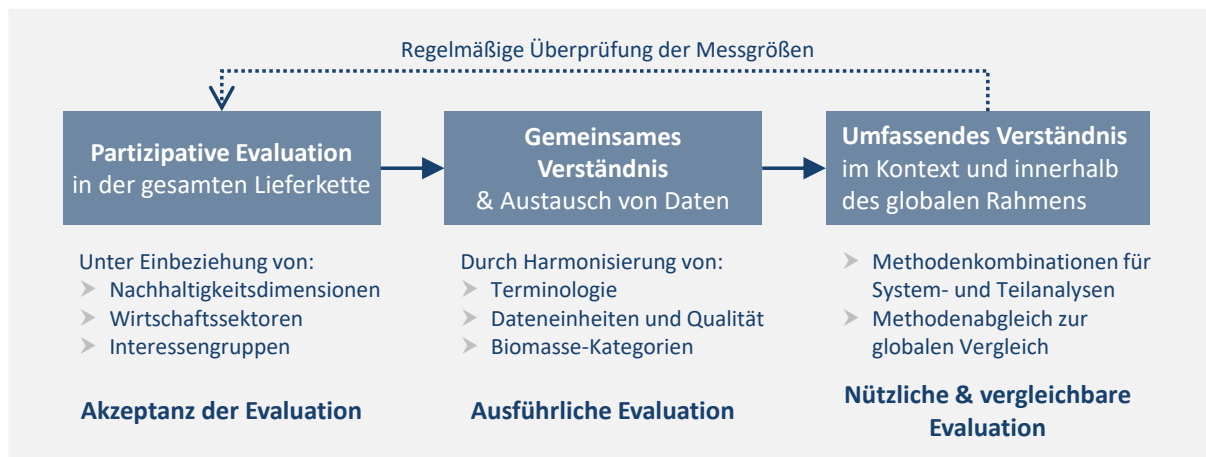 Regelmäßige Überprüfung der Messgrößen
Partizipative Evaluation
in der gesamten Lieferkette
Gemeinsames
Verständnis
& Austausch von Daten
Umfassendes Verständnis
im Kontext und innerhalb
des globalen Rahmens
Unter Einbeziehung von:
Nachhaltigkeitsdimensionen
Wirtschaftssektoren
Interessengruppen
Akzeptanz der Evaluation
Durch Harmonisierung von:
Terminologie
Dateneinheiten und Qualität
Biomasse-Kategorien
Ausführliche Evaluation
Methodenkombinationen für
System- und Teilanalysen
Methodenabgleich zur
globalen Vergleich
Nützliche & vergleichbare
Evaluation